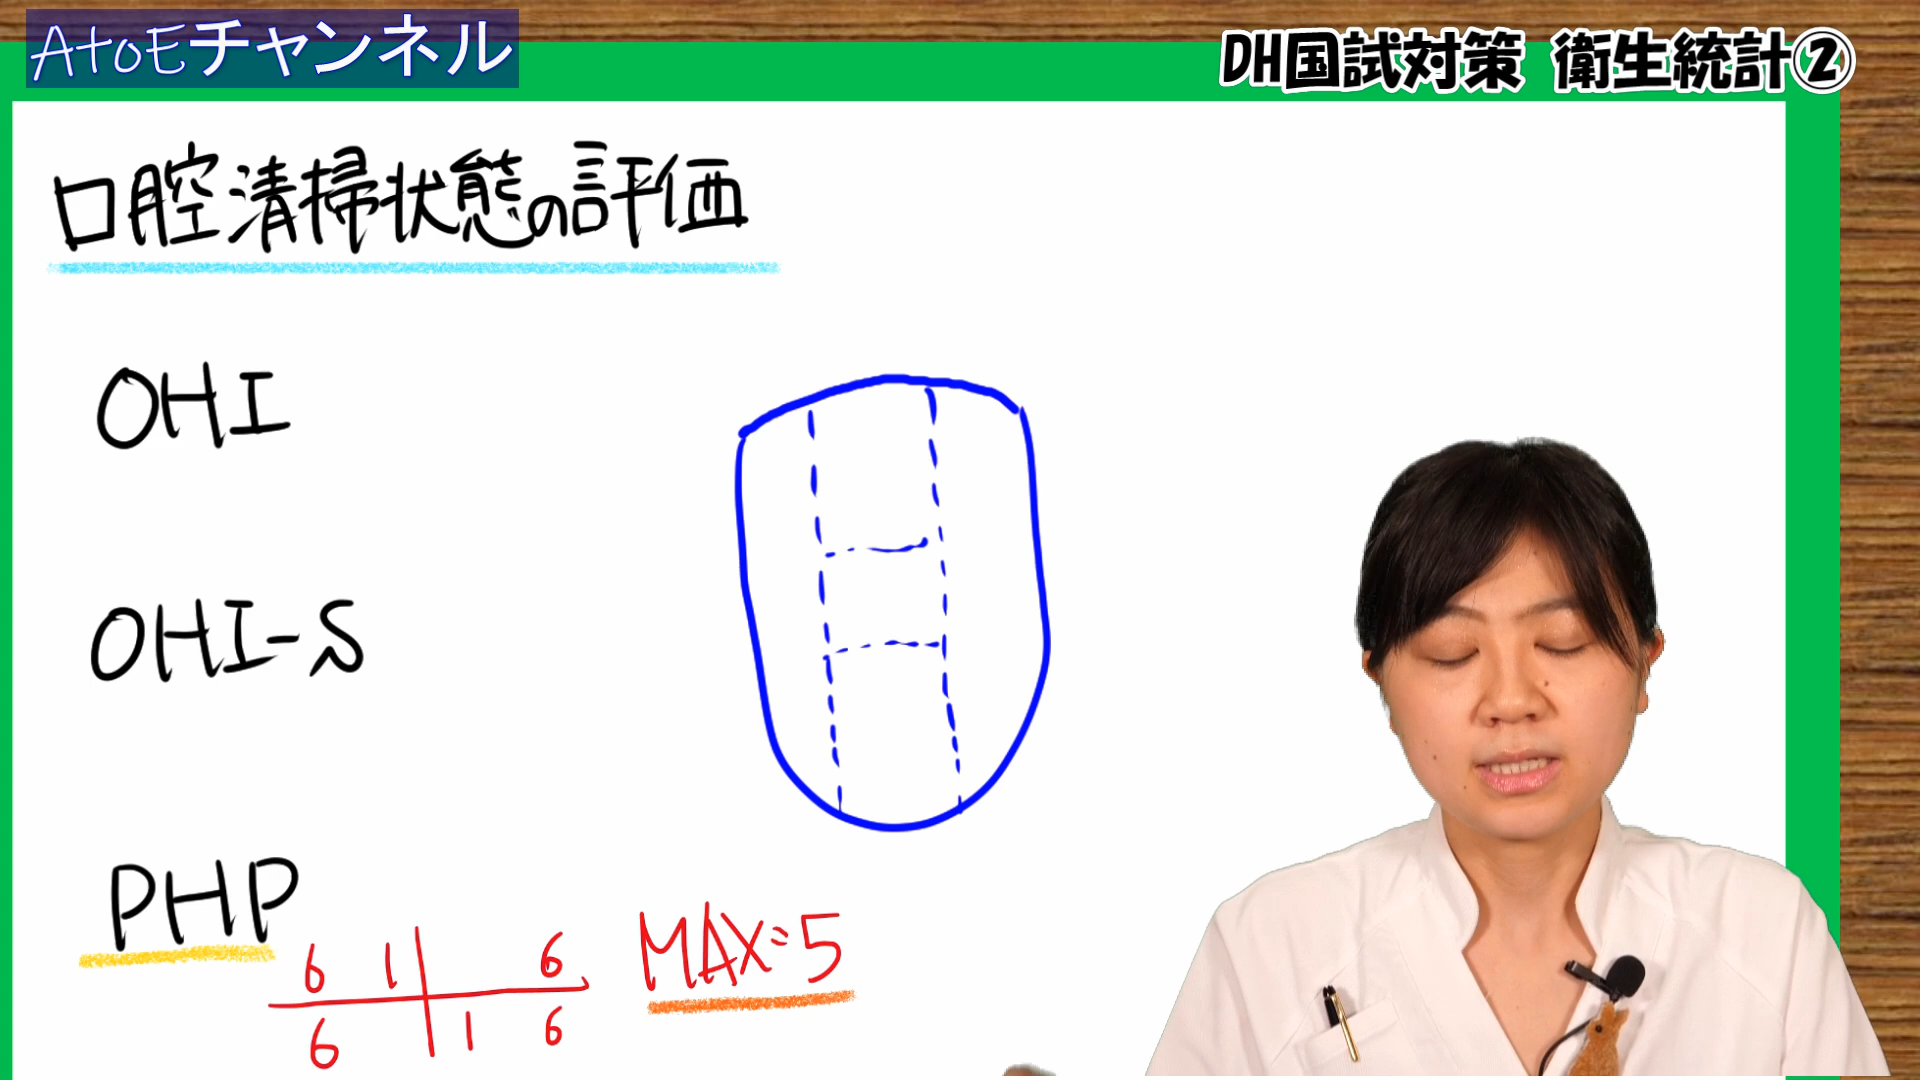 AtoEチャンネル
DH国試対策 衛生統計②
口腔清掃状態の評価
OHI
OHI-S
PHP
6 1 6
6 1 6
MAX=5